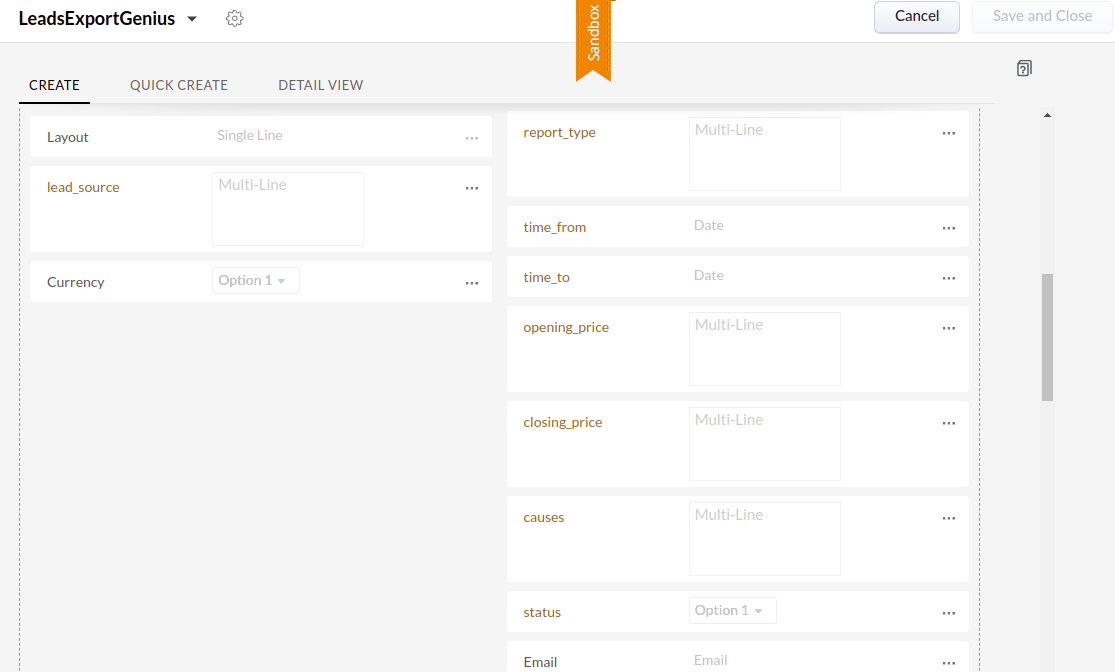 LeadsExportGenius
Sandbox
Cancel
Save and Close
CREATE
QUICK CREATE
DETAIL VIEW
Layout
Single Line
lead_source
Multi-Line
Currency
Option 1
report_type
Multi-Line
time_from
Date
time_to
Date
opening_price
Multi-Line
closing_price
Multi-Line
causes
Multi-Line
status
Option 1
Email
Email